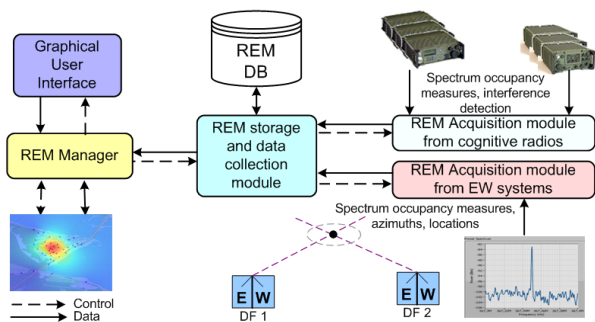 Graphical
User
Interface
REM
DB
Spectrum occupancy
measures, interference
detection
REM Manager
REM storage
and data
collection
module
REM Acquisition module
from cognitive radios
REM Acquisition module
from EW systems
Spectrum occupancy measures,
azimuths, locations
E W
DF 1
E W
DF 2
Control
Data